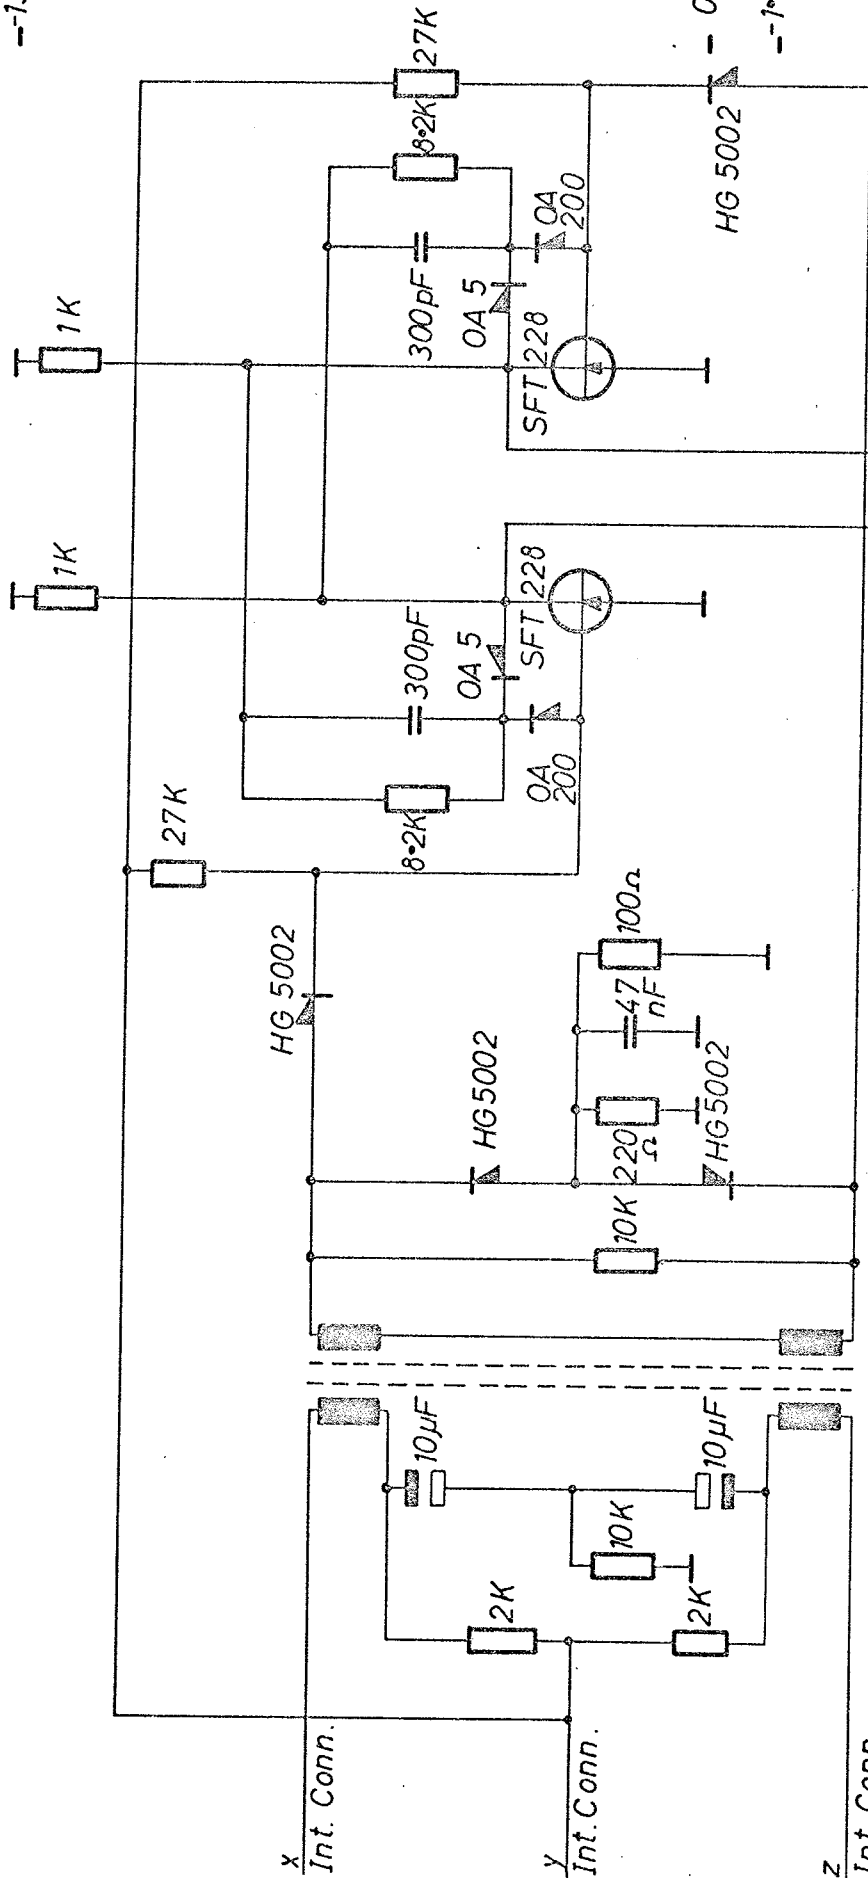 x
Int. Conn.
y
Int. Conn.
z
2K
2K
10K
10µF
10µF
10K
220
Ω
HG5002
HG5002
47
nF
100Ω
HG 5002
27K
8·2K
OA
200
300pF
OA 5
SFT 228
1K
1K
SFT 228
OA 5
300pF
OA
200
8·2K
27K
HG 5002